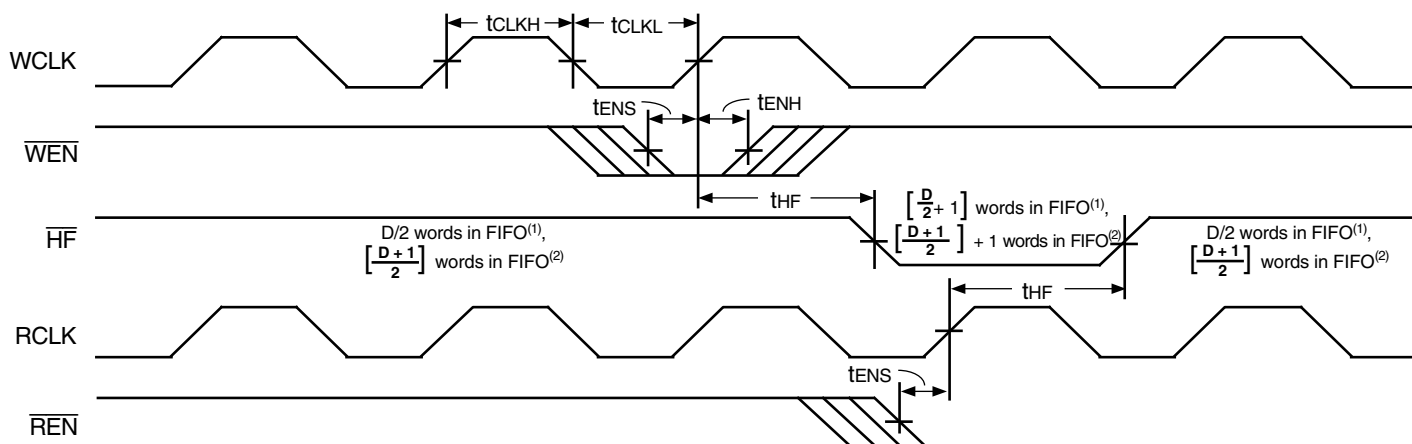 tCLKH
tCLKL
WCLK
tENS
tENH
WEN
tHF
[D/2 + 1] words in FIFO(1),
[D + 1/2] + 1 words in FIFO(2)
HF
D/2 words in FIFO(1),
[D + 1/2] words in FIFO(2)
D/2 words in FIFO(1),
[D + 1/2] words in FIFO(2)
tHF
RCLK
tENS
REN